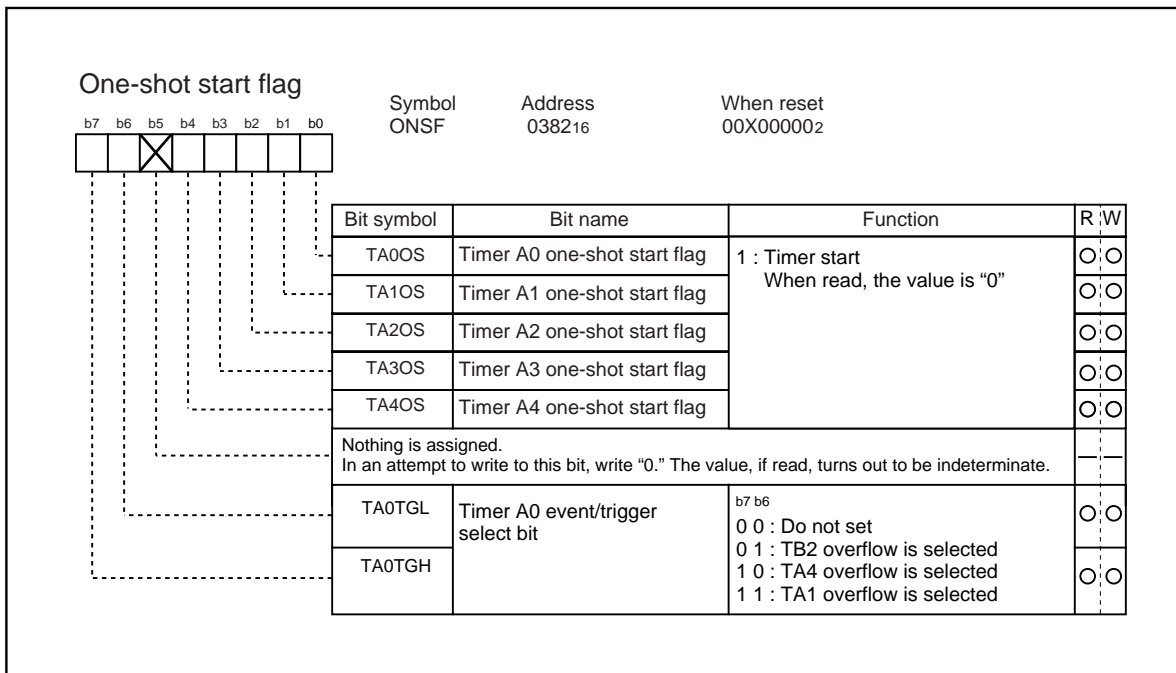 One-shot start flag
Symbol Address When reset
b7 b6 b5 b4 b3 b2 b1 b0
ONSF 038216 00X000002
Bit symbol Bit name Function R W
TA0OS Timer A0 one-shot start flag 1 : Timer start
When read, the value is “0”
TA1OS Timer A1 one-shot start flag
TA2OS Timer A2 one-shot start flag
TA3OS Timer A3 one-shot start flag
TA4OS Timer A4 one-shot start flag
Nothing is assigned.
In an attempt to write to this bit, write “0.” The value, if read, turns out to be indeterminate.
TA0TGL Timer A0 event/trigger select bit
b7 b6
0 0 : Do not set
0 1 : TB2 overflow is selected
TA0TGH
1 0 : TA4 overflow is selected
1 1 : TA1 overflow is selected